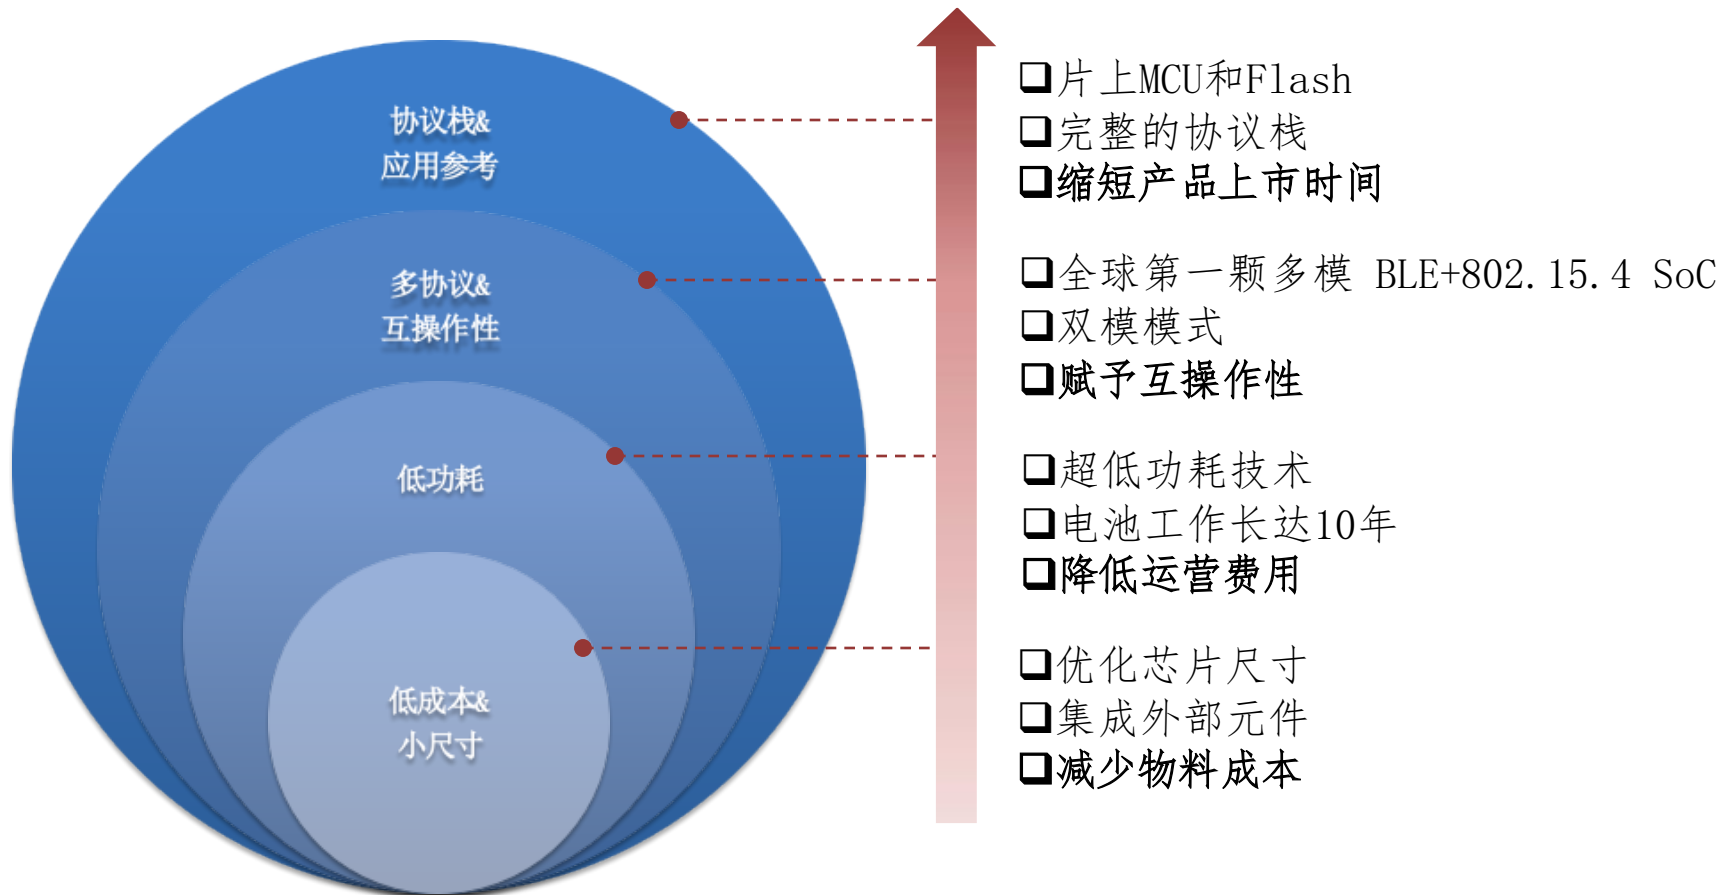 协议栈&
应用参考
多协议&
互操作性
低功耗
低成本&
小尺寸
❑片上MCU和Flash
❑完整的协议栈
❑缩短产品上市时间
❑全球第一颗多模 BLE+802.15.4 SoC
❑双模模式
❑赋予互操作性
❑超低功耗技术
❑电池工作长达10年
❑降低运营费用
❑优化芯片尺寸
❑集成外部元件
❑减少物料成本